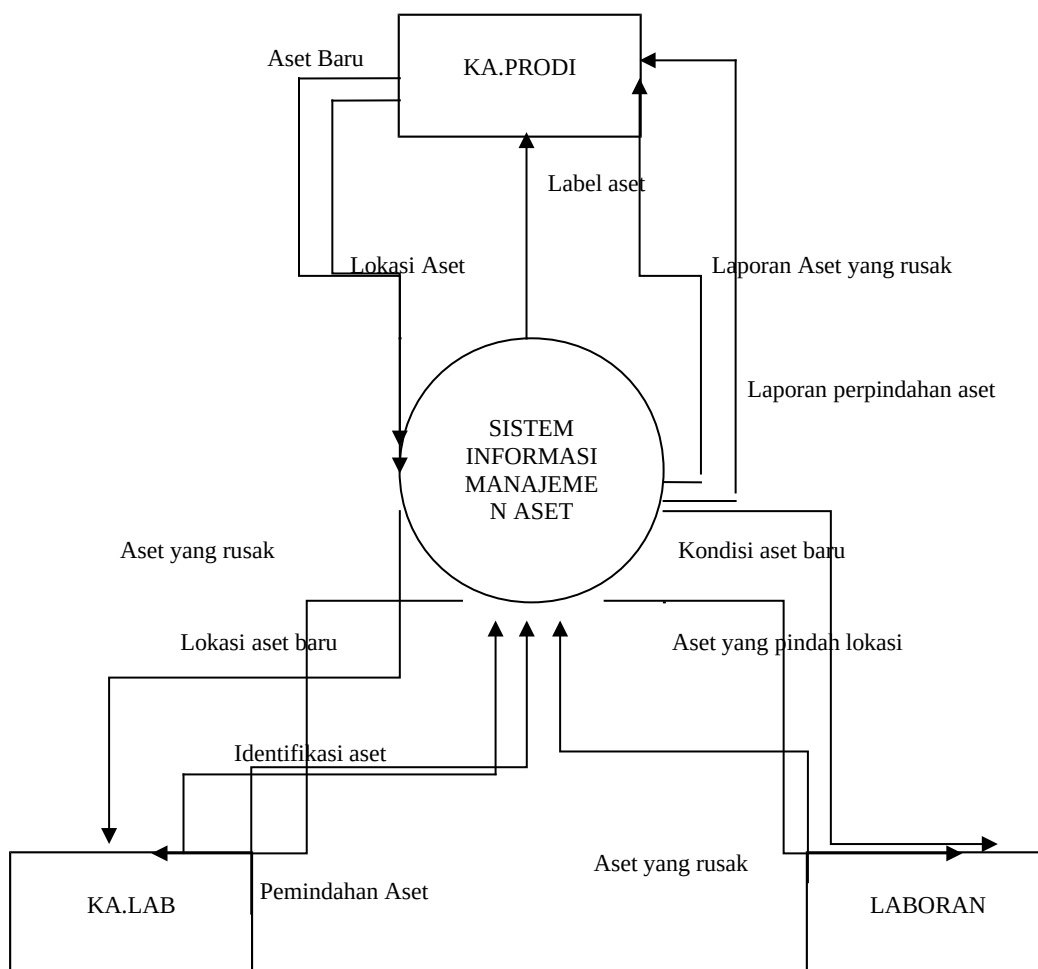 Aset Baru
KA.PRODI
Label aset
Lokasi Aset
Laporan Aset yang rusak
Laporan perpindahan aset
SISTEM
INFORMASI
MANAJEME
N ASET
Aset yang rusak
Kondisi aset baru
Lokasi aset baru
Aset yang pindah lokasi
Identifikasi aset
Aset yang rusak
Pemindahan Aset
KA.LAB
LABORAN